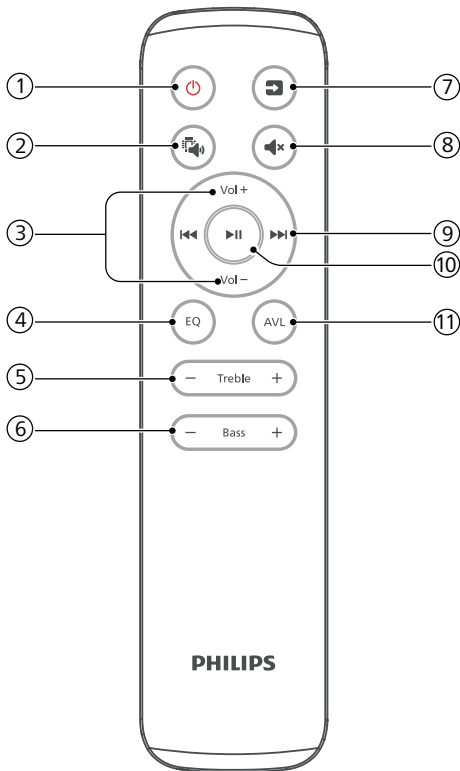 1
7
2
8
Vol +
3
9
10
Vol −
4
EQ
AVL
11
5
− Treble +
6
− Bass +
PHILIPS